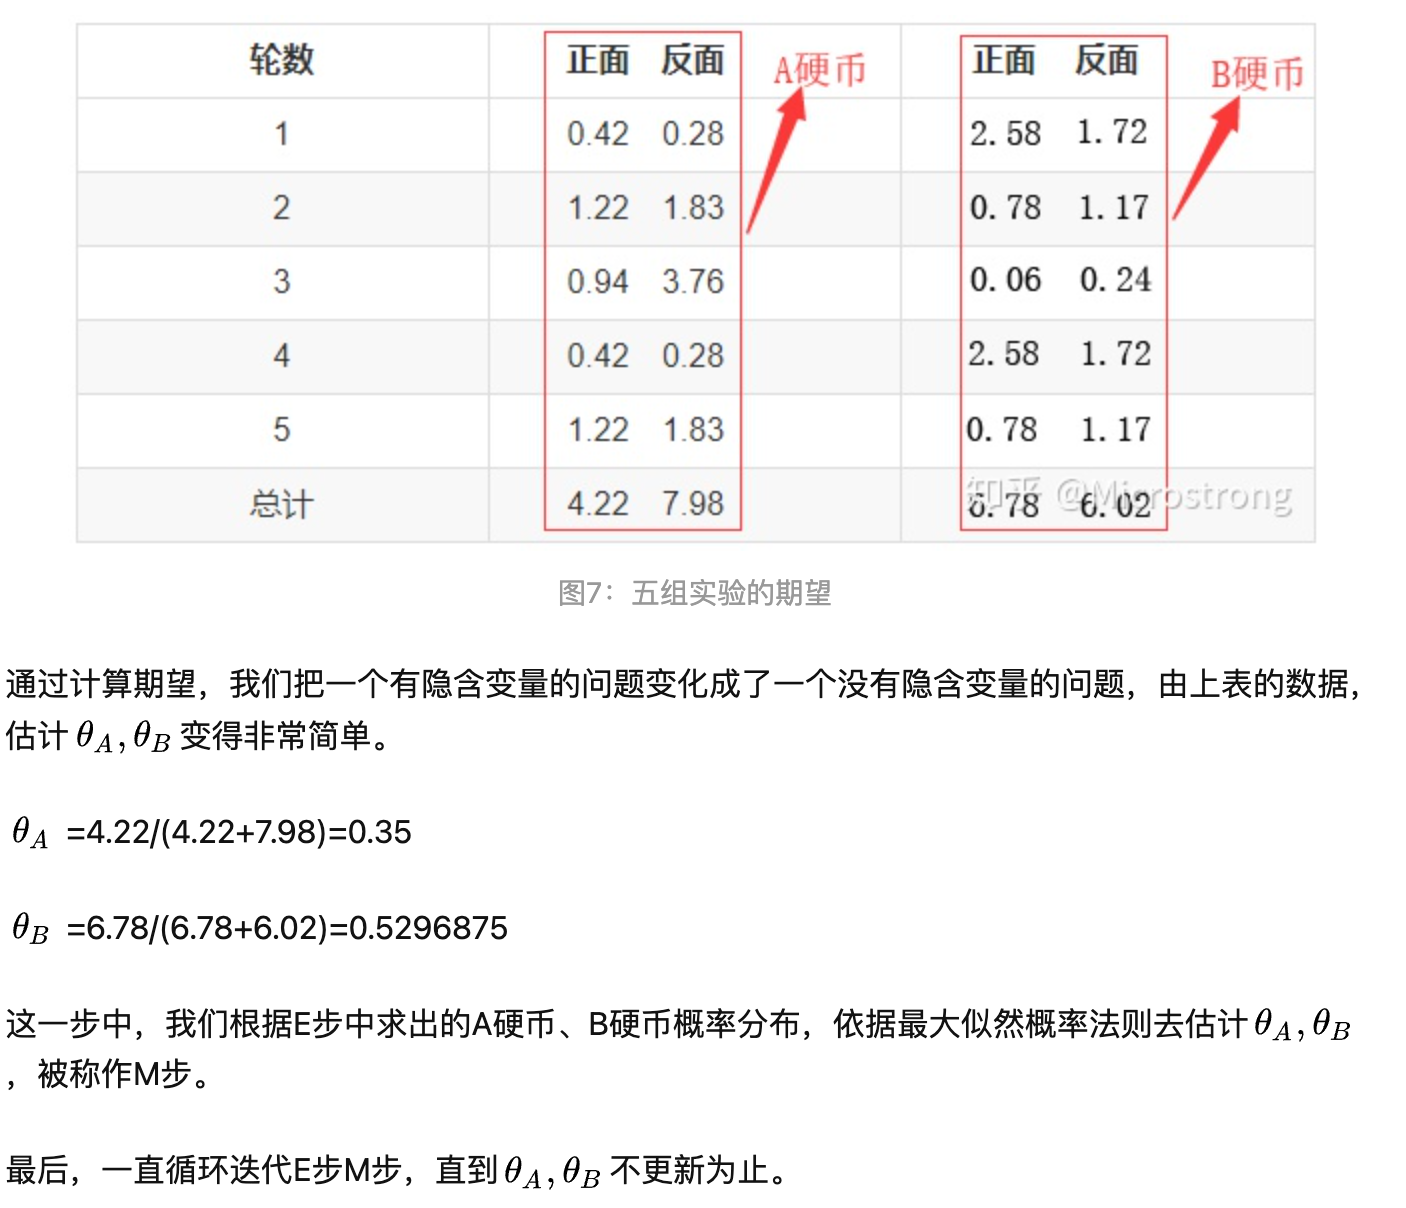 轮数 正面 反面 A硬币 正面 反面 B硬币
1 0.42 0.28 2.58 1.72
2 1.22 1.83 0.78 1.17
3 0.94 3.76 0.06 0.24
4 0.42 0.28 2.58 1.72
5 1.22 1.83 0.78 1.17
总计 4.22 7.98 6.78 6.02
知乎 @Microstrong
图7：五组实验的期望
通过计算期望，我们把一个有隐含变量的问题变化成了一个没有隐含变量的问题，由上表的数据，
估计 θA, θB 变得非常简单。
θA =4.22/(4.22+7.98)=0.35
θB =6.78/(6.78+6.02)=0.5296875
这一步中，我们根据E步中求出的A硬币、B硬币概率分布，依据最大似然概率法则去估计 θA, θB
，被称作M步。
最后，一直循环迭代E步M步，直到 θA, θB 不更新为止。